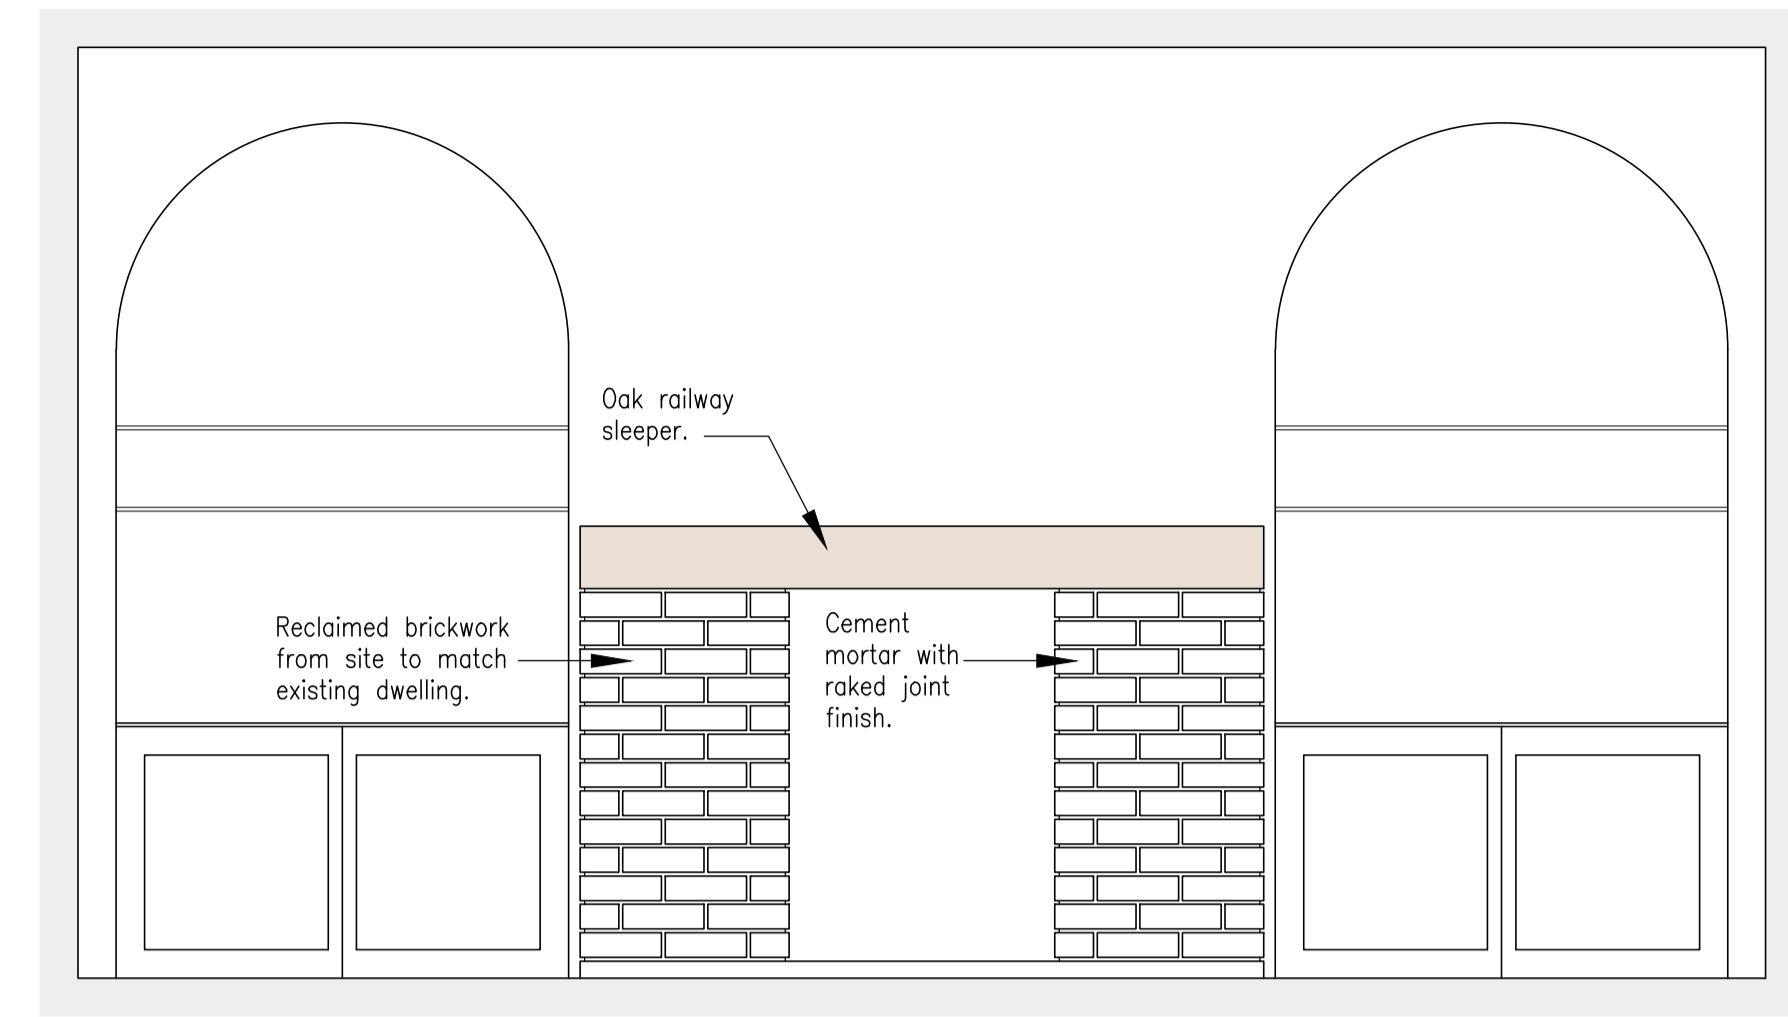 Oak railway
sleeper.
Reclaimed brickwork
from site to match
existing dwelling.
Cement
mortar with
raked joint
finish.